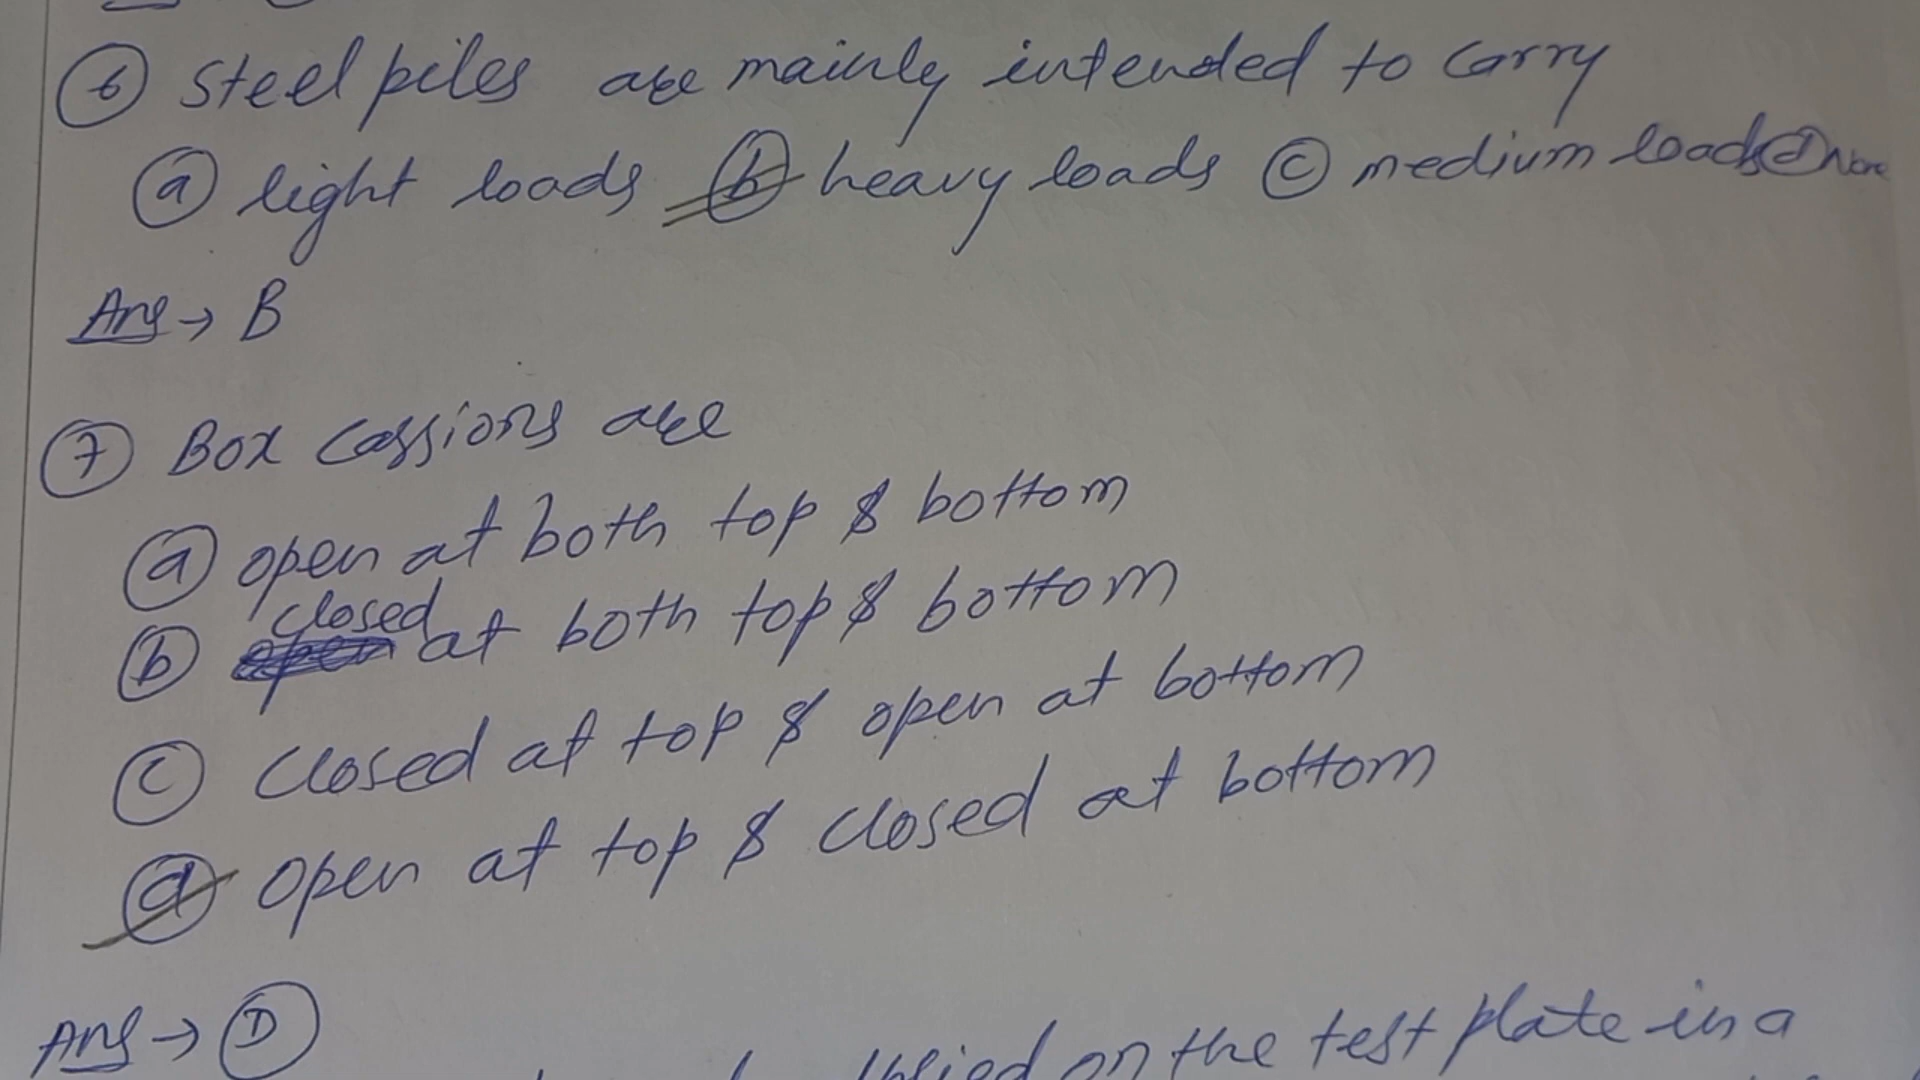 ⑥ Steel piles are mainly intended to Carry
ⓐ light loads ⓑ heavy loads ⓒ medium loads ⓓ None
Ans → B
⑦ Box Cassions are
ⓐ open at both top & bottom
ⓑ closed at both top & bottom
ⓒ Closed at top & open at bottom
ⓓ Open at top & closed at bottom
Ans → Ⓓ
on the test plate in a